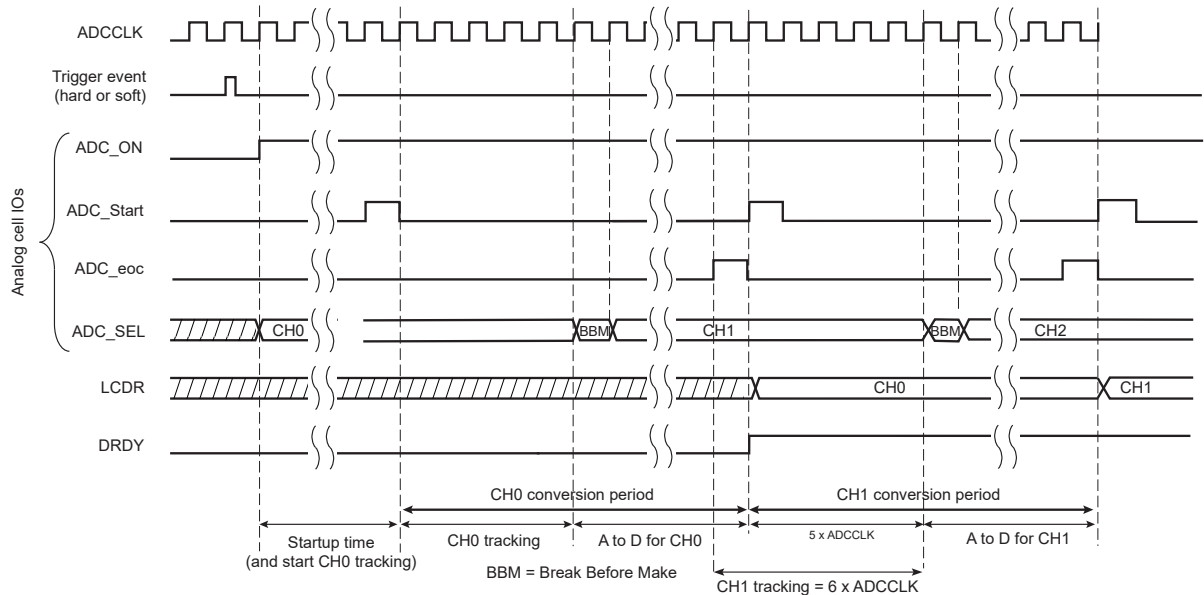 ADCCLK
Trigger event
(hard or soft)
Analog cell IOs
ADC_ON
ADC_Start
ADC_eoc
ADC_SEL
CH0
BBM
CH1
BBM
CH2
LCDR
CH0
CH1
DRDY
CH0 conversion period
CH1 conversion period
Startup time
(and start CH0 tracking)
CH0 tracking
A to D for CH0
5 x ADCCLK
A to D for CH1
BBM = Break Before Make
CH1 tracking = 6 x ADCCLK